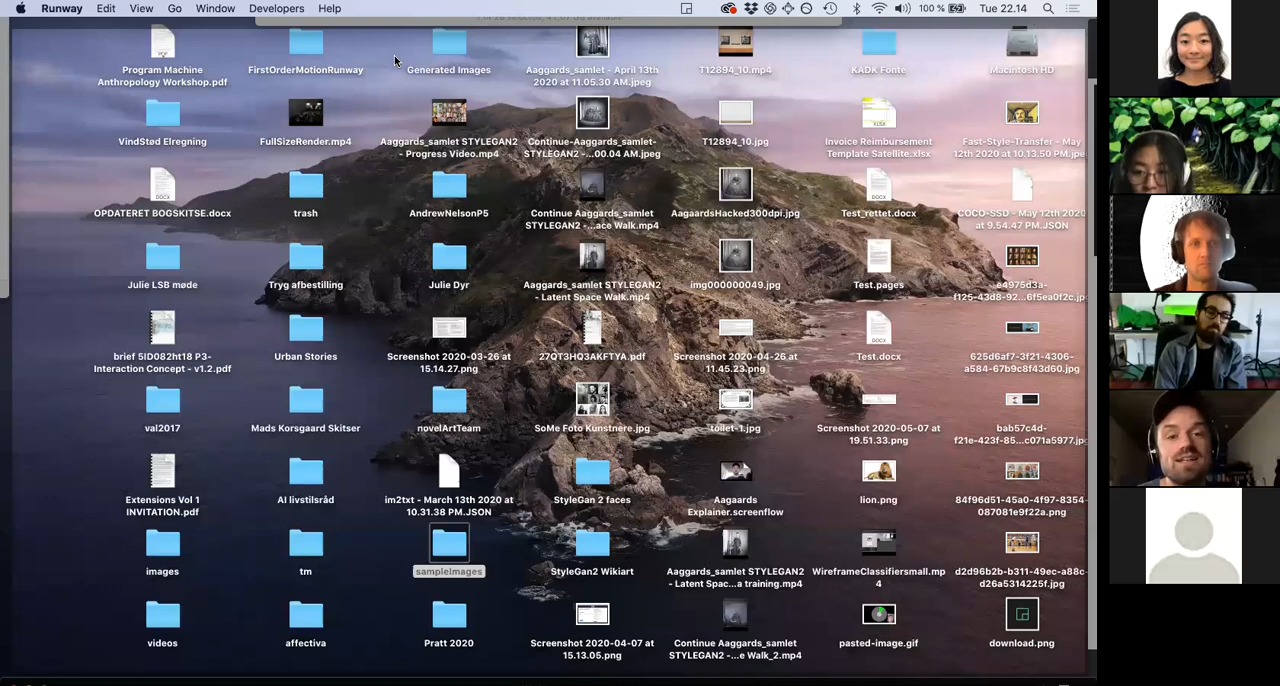 Runway Edit View Go Window Developers Help 100 % Tue 22.14
Program Machine
Anthropology Workshop.pdf
FirstOrderMotionRunway
Generated Images
Aaggards_samlet - April 13th
2020 at 11.05.30 AM.jpeg
T12894_10.mp4
KADK Fonte
Macintosh HD
VindStød Elregning
FullSizeRender.mp4
Aaggards_samlet STYLEGAN2
- Progress Video.mp4
Continue-Aaggards_samlet-
STYLEGAN2 -...00.04 AM.jpeg
T12894_10.jpg
Invoice Reimbursement
Template Satellite.xlsx
Fast-Style-Transfer - May
12th 2020 at 10.13.50 PM.jpeg
OPDATERET BOGSKITSE.docx
trash
AndrewNelsonP5
Continue Aaggards_samlet
STYLEGAN2 -...ace Walk.mp4
AagaardsHacked300dpi.jpg
Test_rettet.docx
COCO-SSD - May 12th 2020
at 9.54.47 PM.JSON
Julie LSB møde
Tryg afbestilling
Julie Dyr
Aaggards_samlet STYLEGAN2
- Latent Space Walk.mp4
img000000049.jpg
Test.pages
e4975d3a-
f125-43d8-92...6f5ea0f2c.jpg
brief 5ID082ht18 P3-
Interaction Concept - v1.2.pdf
Urban Stories
Screenshot 2020-03-26 at
15.14.27.png
27QT3HQ3AKFTYA.pdf
Screenshot 2020-04-26 at
11.45.23.png
Test.docx
625d6af7-3f21-4306-
a584-67b9c8f43d60.jpg
val2017
Mads Korsgaard Skitser
novelArtTeam
SoMe Foto Kunstnere.jpg
toilet-1.jpg
Screenshot 2020-05-07 at
19.51.33.png
bab57c4d-
f21e-423f-85...c071a5977.jpg
Extensions Vol 1
INVITATION.pdf
AI livstilsråd
im2txt - March 13th 2020 at
10.31.38 PM.JSON
StyleGan 2 faces
Aagaards
Explainer.screenflow
lion.png
84f96d51-45a0-4f97-8354-
087081e9f22a.png
images
tm
sampleImages
StyleGan2 Wikiart
Aaggards_samlet STYLEGAN2
- Latent Spac...a training.mp4
WireframeClassifiersmall.mp
4
d2d96b2b-b311-49ec-a88c-
d26a5314225f.jpg
videos
affectiva
Pratt 2020
Screenshot 2020-04-07 at
15.13.05.png
Continue Aaggards_samlet
STYLEGAN2 -...e Walk_2.mp4
pasted-image.gif
download.png